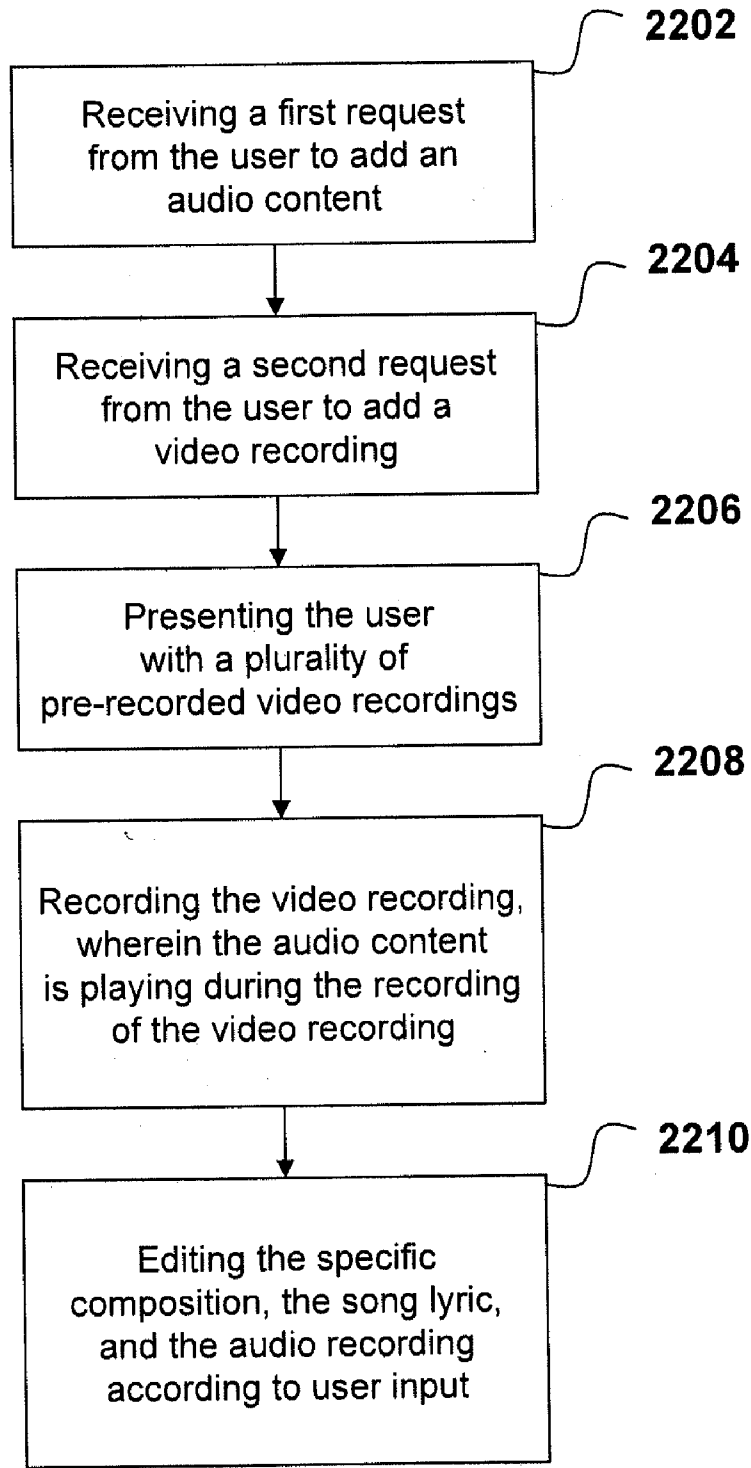 2202
Receiving a first request
from the user to add an
audio content
2204
Receiving a second request
from the user to add a
video recording
2206
Presenting the user
with a plurality of
pre-recorded video recordings
2208
Recording the video recording,
wherein the audio content
is playing during the recording
of the video recording
2210
Editing the specific
composition, the song lyric,
and the audio recording
according to user input